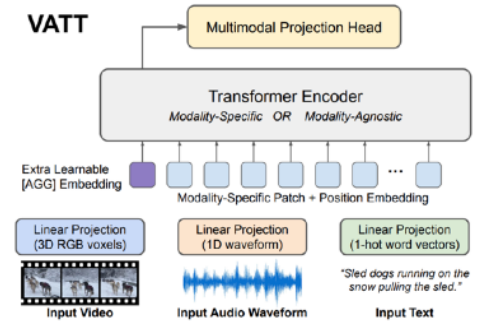 VATT
Multimodal Projection Head
Transformer Encoder
Modality-Specific OR Modality-Agnostic
Extra Learnable
[AGG] Embedding
...
Modality-Specific Patch + Position Embedding
Linear Projection
(3D RGB voxels)
Linear Projection
(1D waveform)
Linear Projection
(1-hot word vectors)
"Sled dogs running on the
snow pulling the sled."
Input Video
Input Audio Waveform
Input Text